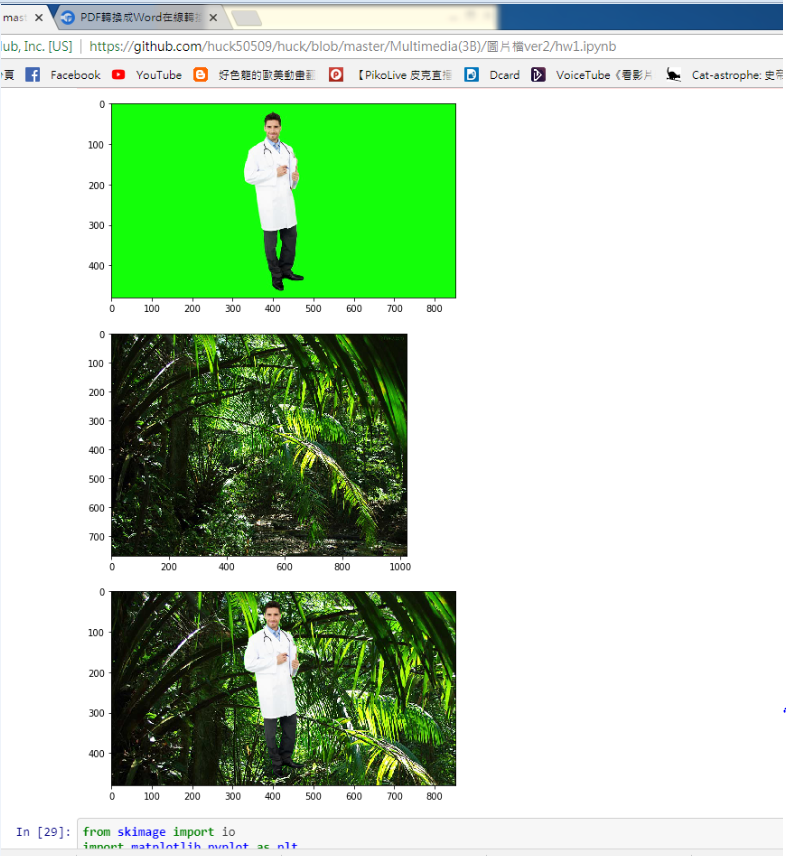 mast PDF轉換成Word在線轉
ub, Inc. [US] https://github.com/huck50509/huck/blob/master/Multimedia(3B)/圖片檔ver2/hw1.ipynb
頁 Facebook YouTube 好色龍的歐美動畫 【PikoLive 皮克直播 Dcard VoiceTube《看影片 Cat-astrophe: 史帝
0
100
200
300
400
0 100 200 300 400 500 600 700 800
0
100
200
300
400
500
600
700
0 200 400 600 800 1000
0
100
200
300
400
0 100 200 300 400 500 600 700 800
In [29]: from skimage import io
import matplotlib.pyplot as plt